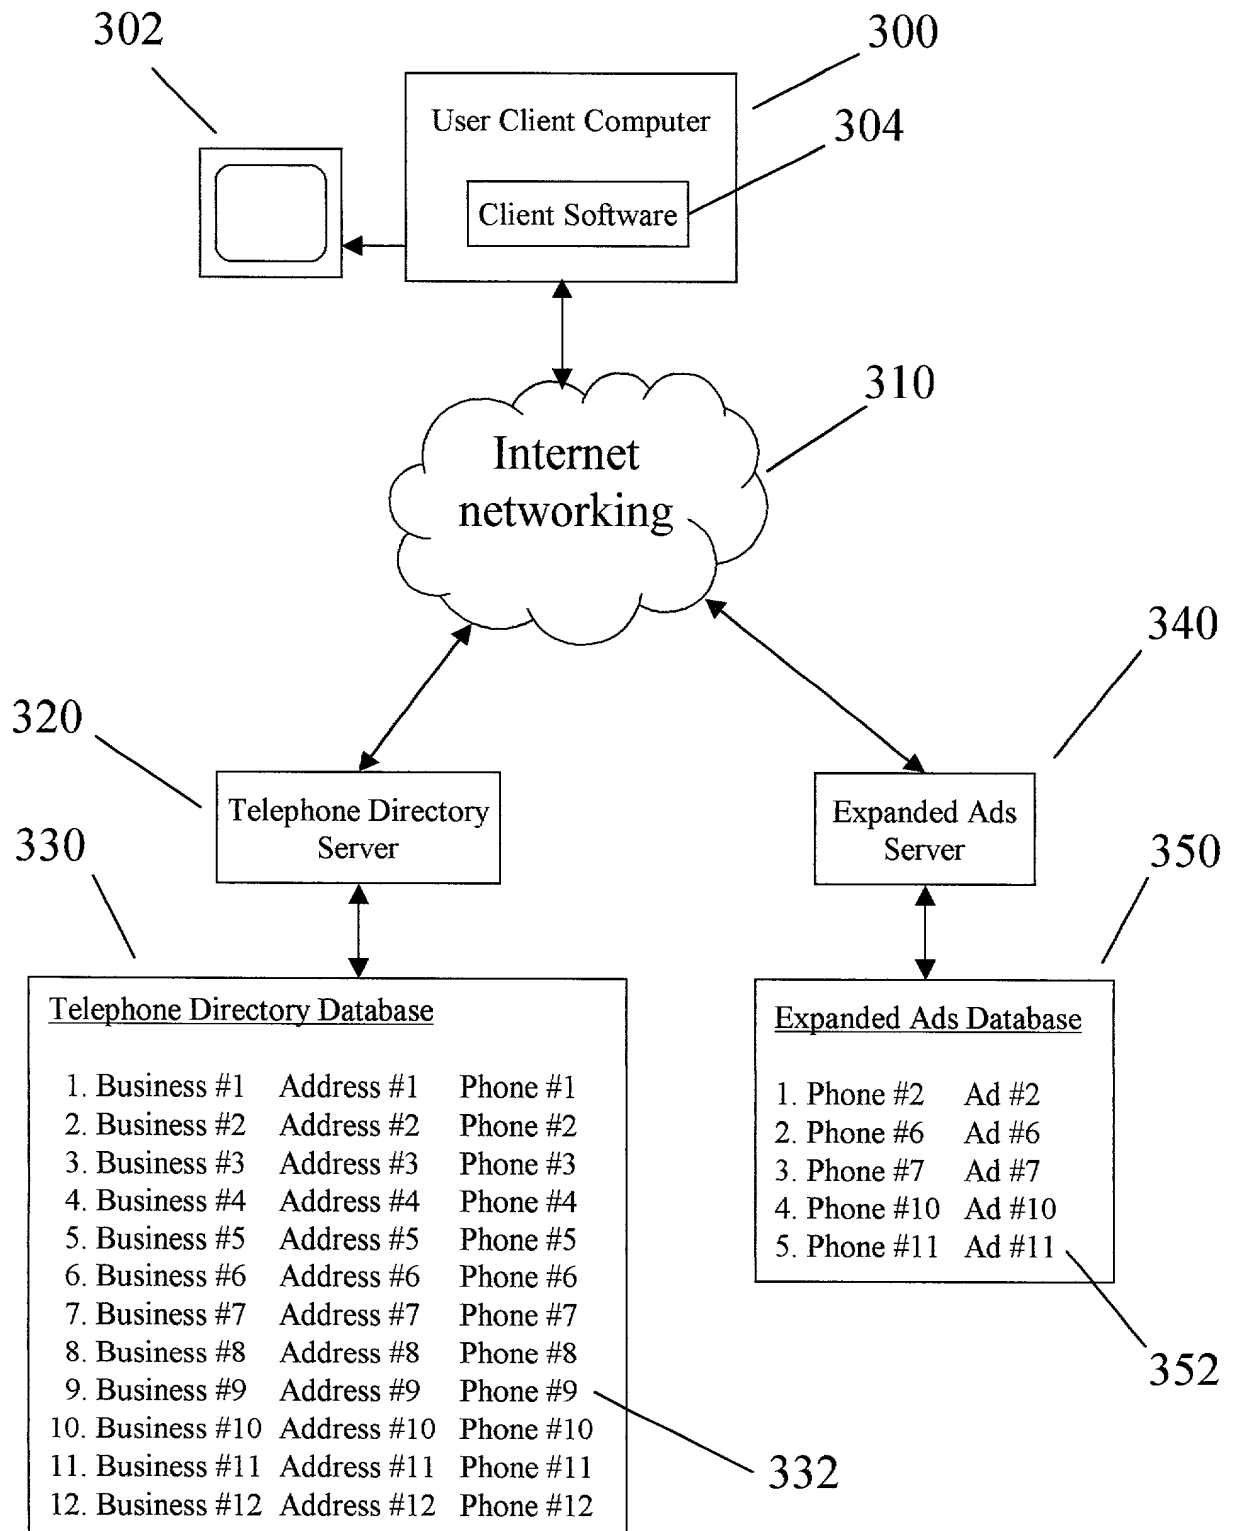 302
300
User Client Computer
304
Client Software
310
Internet
networking
340
320
Telephone Directory
Server
Expanded Ads
Server
330
350
Telephone Directory Database
1. Business #1 Address #1 Phone #1
2. Business #2 Address #2 Phone #2
3. Business #3 Address #3 Phone #3
4. Business #4 Address #4 Phone #4
5. Business #5 Address #5 Phone #5
6. Business #6 Address #6 Phone #6
7. Business #7 Address #7 Phone #7
8. Business #8 Address #8 Phone #8
9. Business #9 Address #9 Phone #9
10. Business #10 Address #10 Phone #10
11. Business #11 Address #11 Phone #11
12. Business #12 Address #12 Phone #12
332
Expanded Ads Database
1. Phone #2 Ad #2
2. Phone #6 Ad #6
3. Phone #7 Ad #7
4. Phone #10 Ad #10
5. Phone #11 Ad #11
352